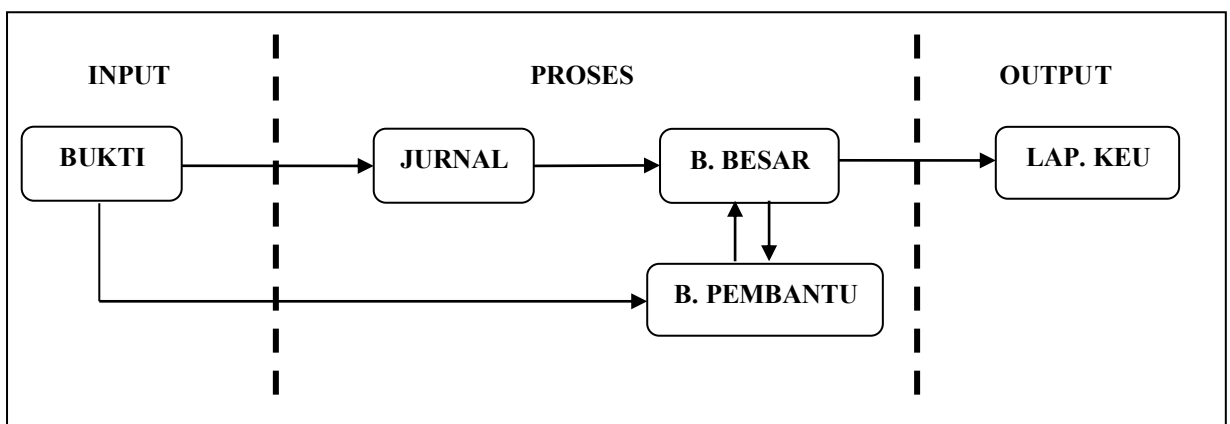 INPUT
PROSES
OUTPUT
BUKTI
JURNAL
B. BESAR
LAP. KEU
B. PEMBANTU